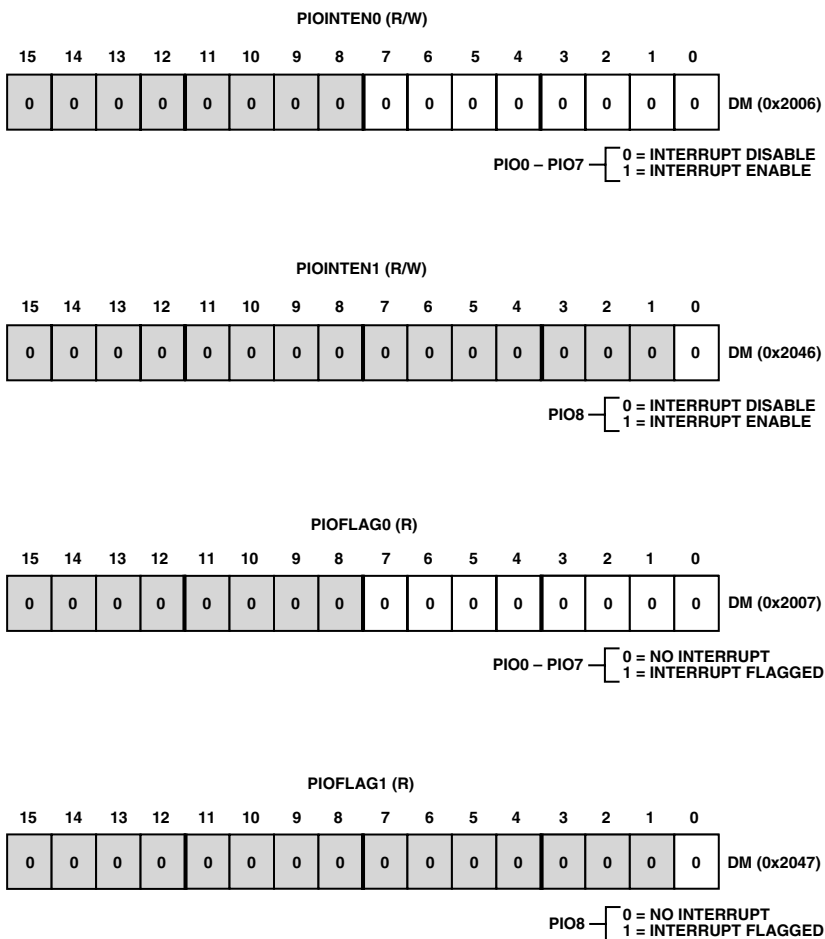 PIOINTEN0 (R/W)
15 14 13 12 11 10 9 8 7 6 5 4 3 2 1 0
0 0 0 0 0 0 0 0 0 0 0 0 0 0 0 0 DM (0x2006)
PIO0 – PIO7 0 = INTERRUPT DISABLE
1 = INTERRUPT ENABLE
PIOINTEN1 (R/W)
15 14 13 12 11 10 9 8 7 6 5 4 3 2 1 0
0 0 0 0 0 0 0 0 0 0 0 0 0 0 0 0 DM (0x2046)
PIO8 0 = INTERRUPT DISABLE
1 = INTERRUPT ENABLE
PIOFLAG0 (R)
15 14 13 12 11 10 9 8 7 6 5 4 3 2 1 0
0 0 0 0 0 0 0 0 0 0 0 0 0 0 0 0 DM (0x2007)
PIO0 – PIO7 0 = NO INTERRUPT
1 = INTERRUPT FLAGGED
PIOFLAG1 (R)
15 14 13 12 11 10 9 8 7 6 5 4 3 2 1 0
0 0 0 0 0 0 0 0 0 0 0 0 0 0 0 0 DM (0x2047)
PIO8 0 = NO INTERRUPT
1 = INTERRUPT FLAGGED